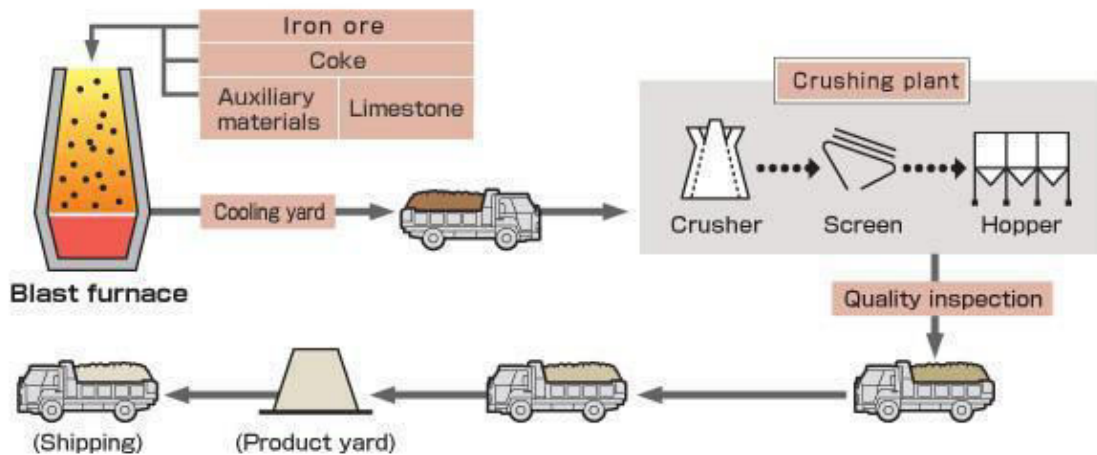 Iron ore
Coke
Auxiliary
materials
Limestone
Crushing plant
Crusher
Screen
Hopper
Cooling yard
Blast furnace
Quality inspection
(Shipping)
(Product yard)